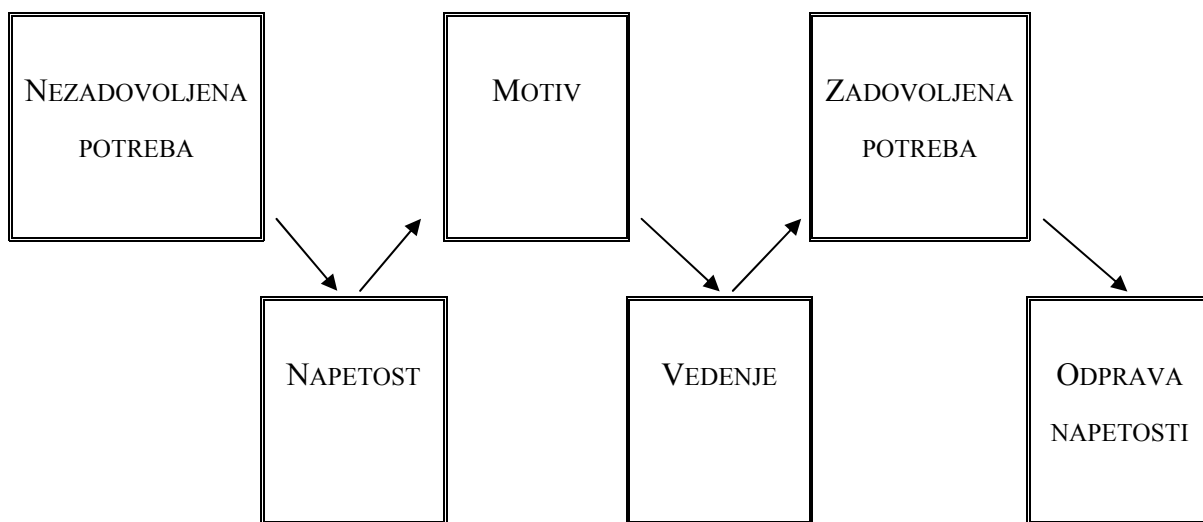 NEZADOVOLJENA
POTREBA
MOTIV
ZADOVOLJENA
POTREBA
NAPETOST
VEDENJE
ODPRAVA
NAPETOSTI